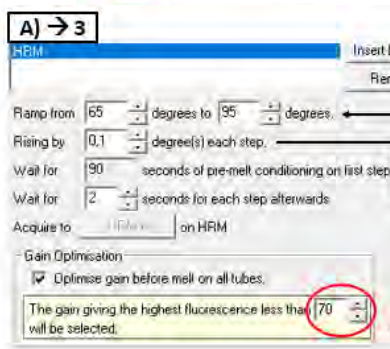 A) → 3
HRM
Insert
Ramp from 65 degrees to 95 degrees.
Rising by 0,1 degree(s) each step.
Wait for 90 seconds of pre-melt conditioning on first step
Wait for 2 seconds for each step afterwards
Acquire to on HRM
Gain Optimisation
Optimise gain before melt on all tubes.
The gain giving the highest fluorescence less than 70
will be selected.